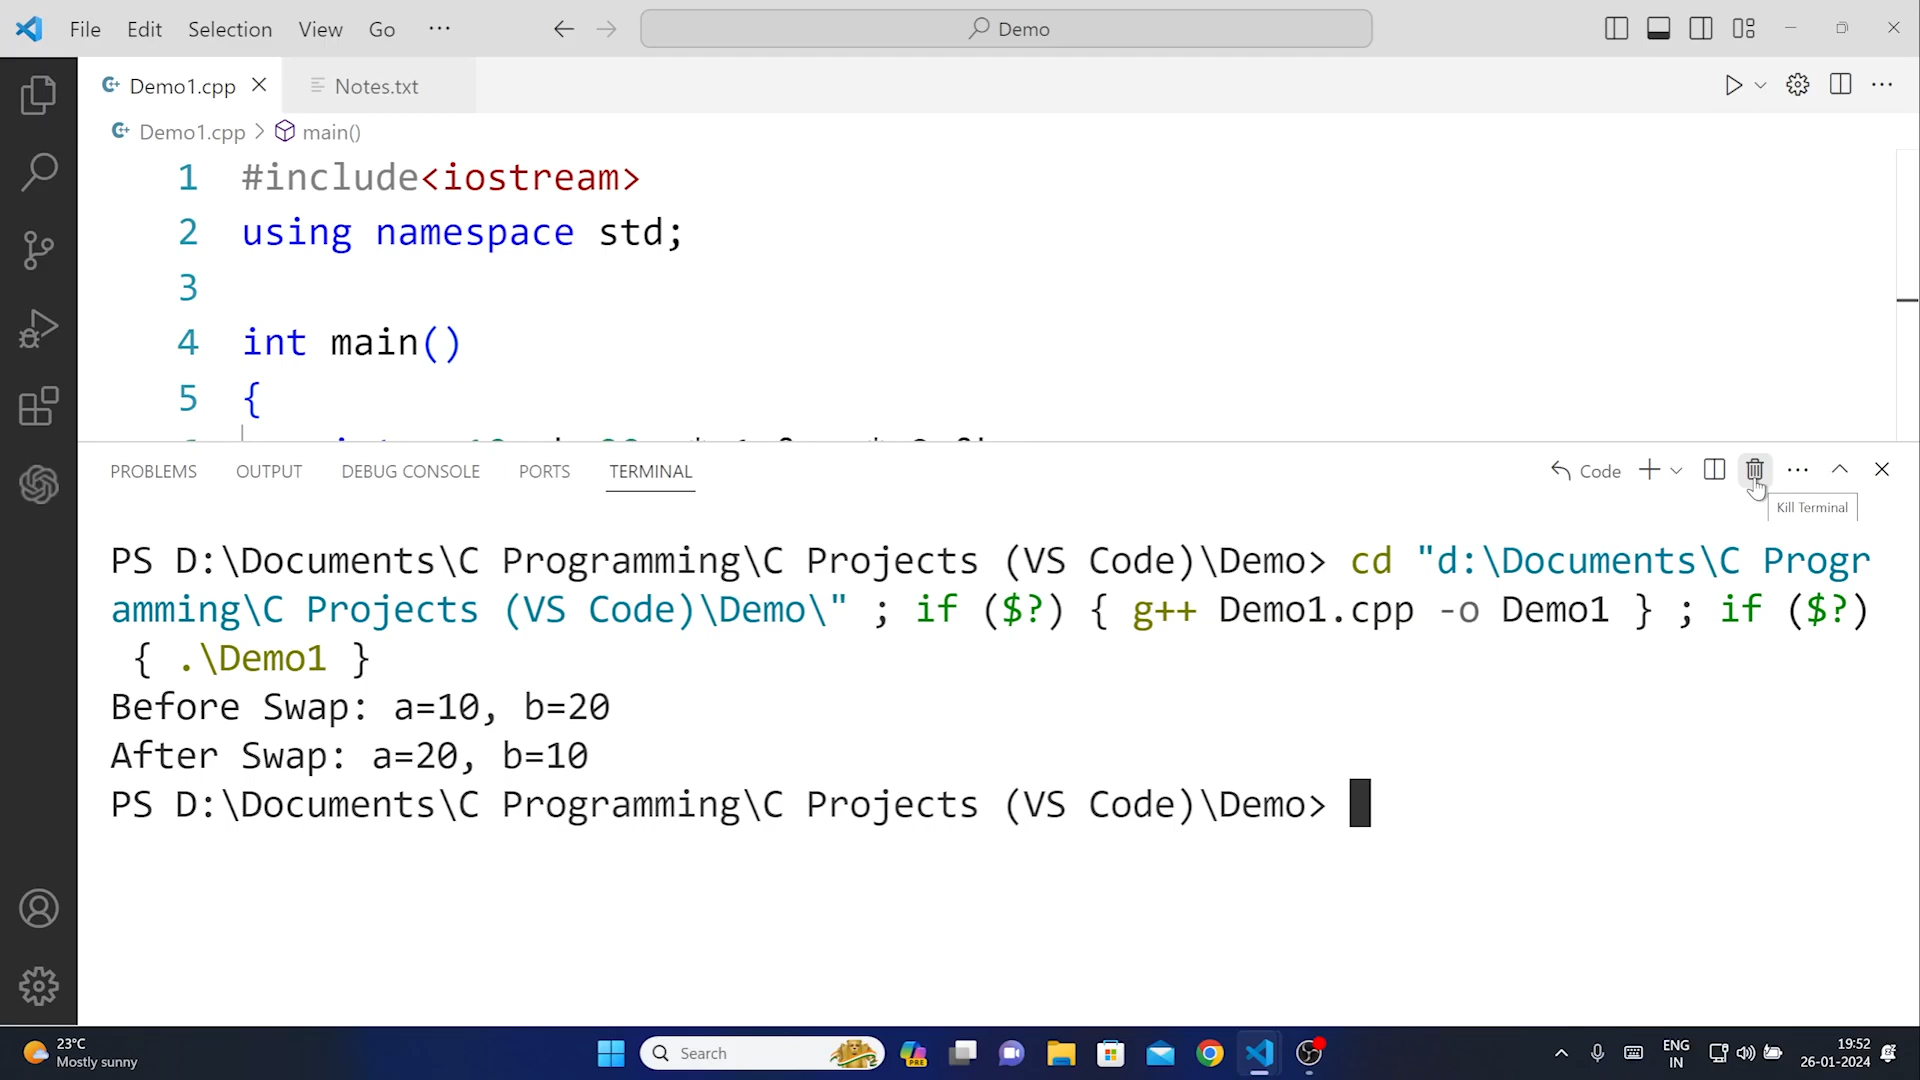 File Edit Selection View Go ···
Demo
Demo1.cpp
Notes.txt
Demo1.cpp > main()
1 #include<iostream>
2 using namespace std;
3
4 int main()
5 {
PROBLEMS OUTPUT DEBUG CONSOLE PORTS TERMINAL
Code
Kill Terminal
PS D:\Documents\C Programming\C Projects (VS Code)\Demo> cd "d:\Documents\C Progr
amming\C Projects (VS Code)\Demo\" ; if ($?) { g++ Demo1.cpp -o Demo1 } ; if ($?)
{ .\Demo1 }
Before Swap: a=10, b=20
After Swap: a=20, b=10
PS D:\Documents\C Programming\C Projects (VS Code)\Demo>
23°C
Mostly sunny
Search
PRE
ENG
IN
19:52
26-01-2024